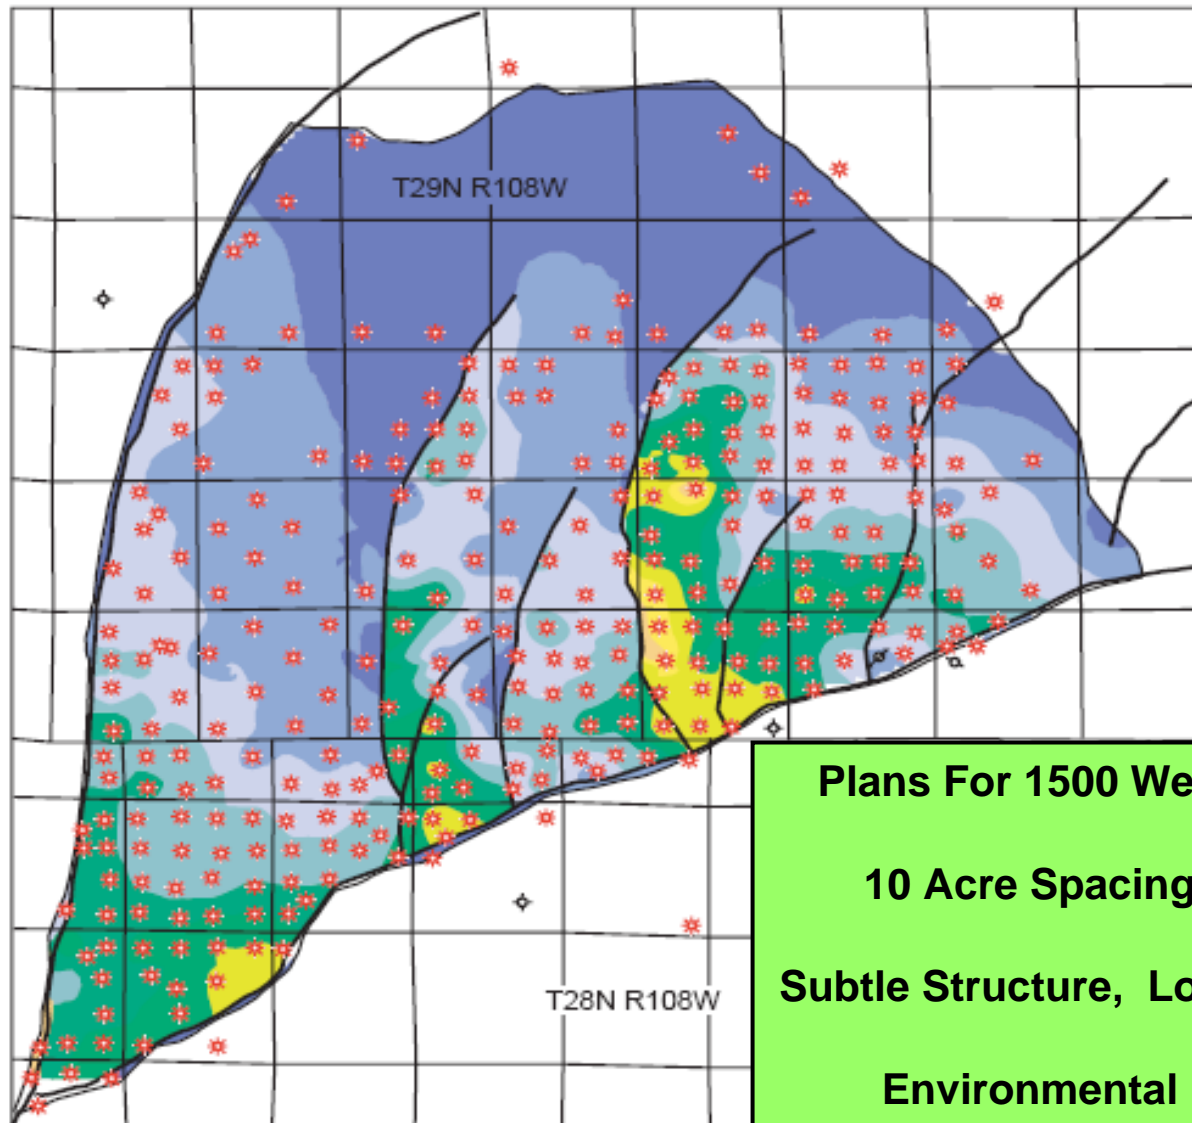 T29N R108W
Plans For 1500 We
10 Acre Spacing
Subtle Structure, Lo
T28N R108W
Environmental